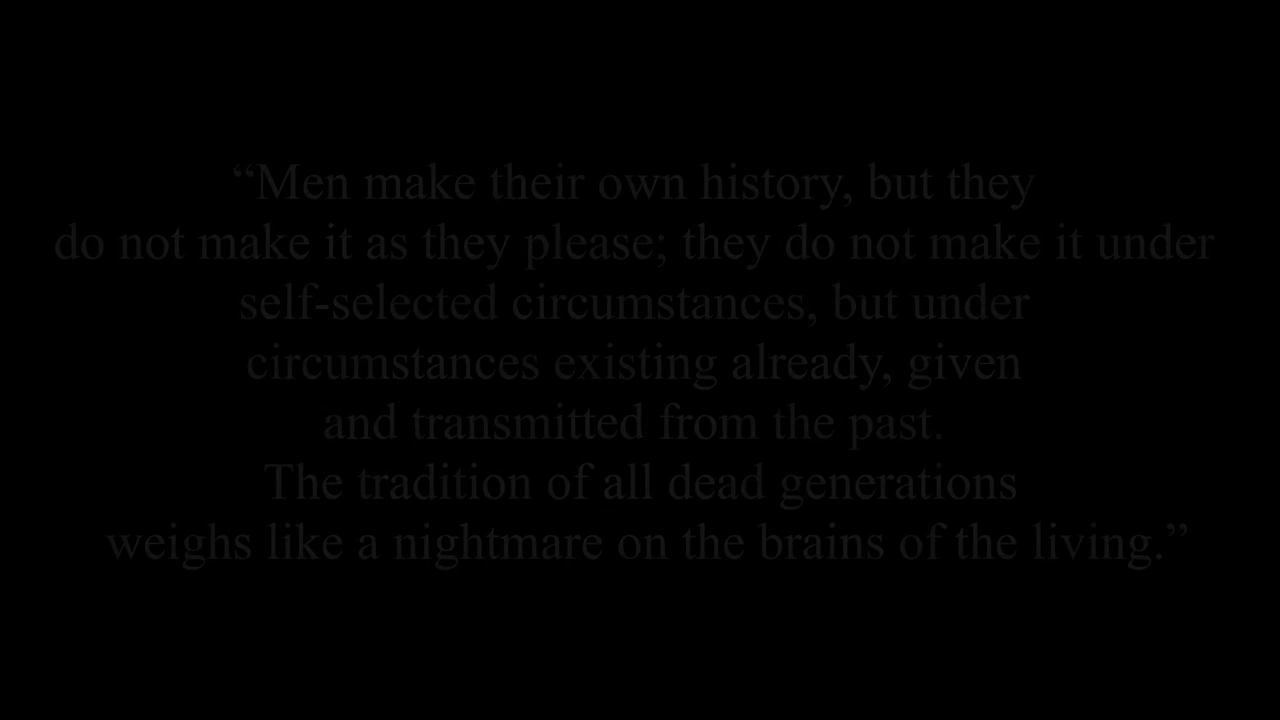 “Men make their own history, but they
do not make it as they please; they do not make it under
self-selected circumstances, but under
circumstances existing already, given
and transmitted from the past.
The tradition of all dead generations
weighs like a nightmare on the brains of the living.”